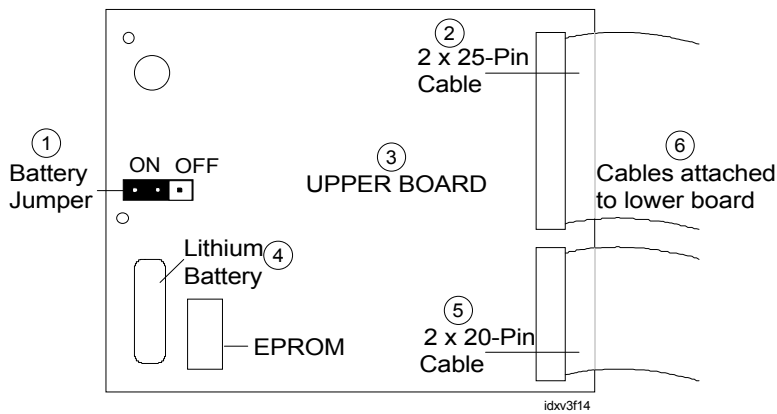 1
Battery
Jumper
ON OFF
2
2 x 25-Pin
Cable
3
UPPER BOARD
6
Cables attached
to lower board
Lithium 4
Battery
EPROM
5
2 x 20-Pin
Cable
idxv3f14